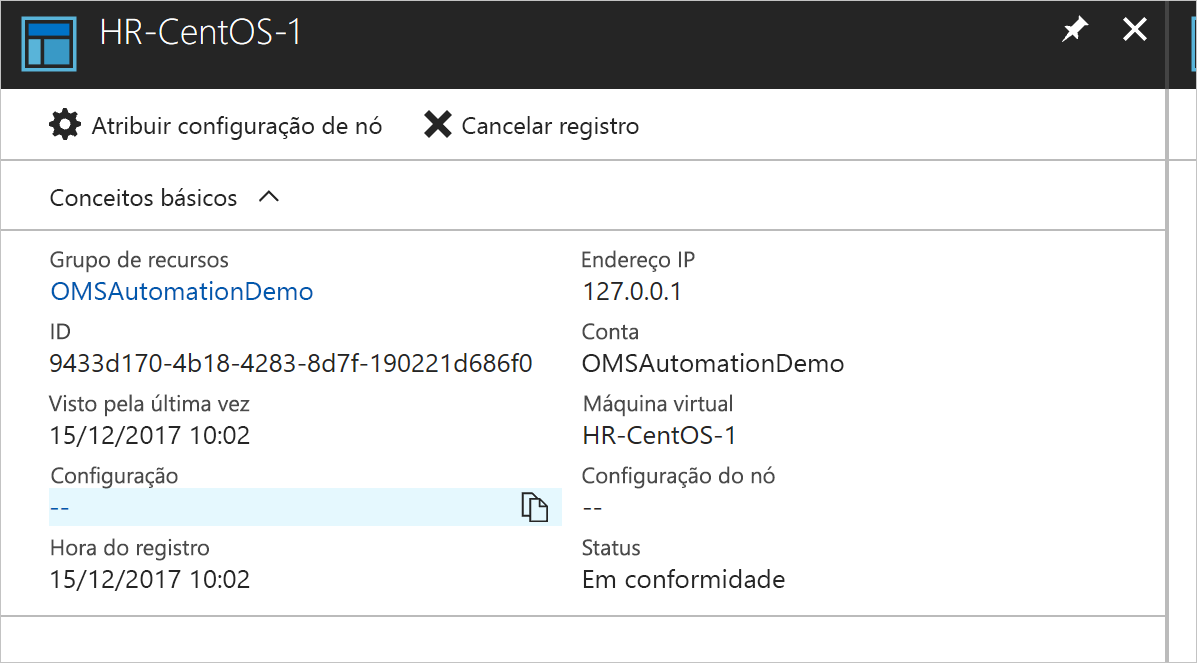 HR-CentOS-1
Atribuir configuração de nó
Cancelar registro
Conceitos básicos
Grupo de recursos
OMSAutomationDemo
ID
9433d170-4b18-4283-8d7f-190221d686f0
Visto pela última vez
15/12/2017 10:02
Configuração
--
Hora do registro
15/12/2017 10:02
Endereço IP
127.0.0.1
Conta
OMSAutomationDemo
Máquina virtual
HR-CentOS-1
Configuração do nó
--
Status
Em conformidade